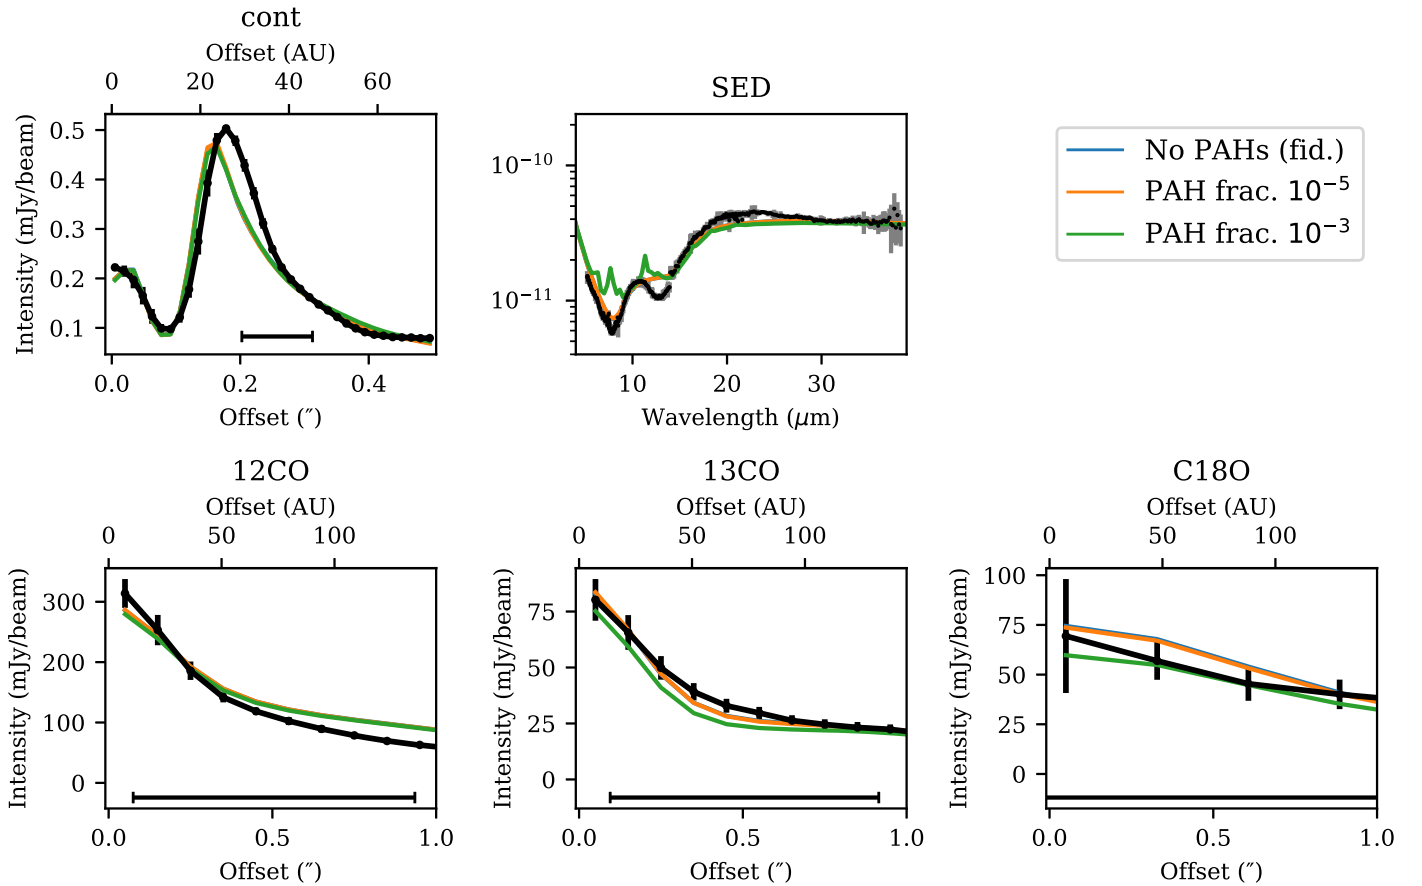 cont
Offset (AU)
0 20 40 60
Intensity (mJy/beam)
0.5
0.4
0.3
0.2
0.1
0.0 0.2 0.4
Offset (″)
SED
10⁻¹⁰
10⁻¹¹
10 20 30
Wavelength (μm)
No PAHs (fid.)
PAH frac. 10⁻⁵
PAH frac. 10⁻³
12CO
Offset (AU)
0 50 100
Intensity (mJy/beam)
300
200
100
0
0.0 0.5 1.0
Offset (″)
13CO
Offset (AU)
0 50 100
Intensity (mJy/beam)
75
50
25
0
0.0 0.5 1.0
Offset (″)
C18O
Offset (AU)
0 50 100
Intensity (mJy/beam)
100
75
50
25
0
0.0 0.5 1.0
Offset (″)